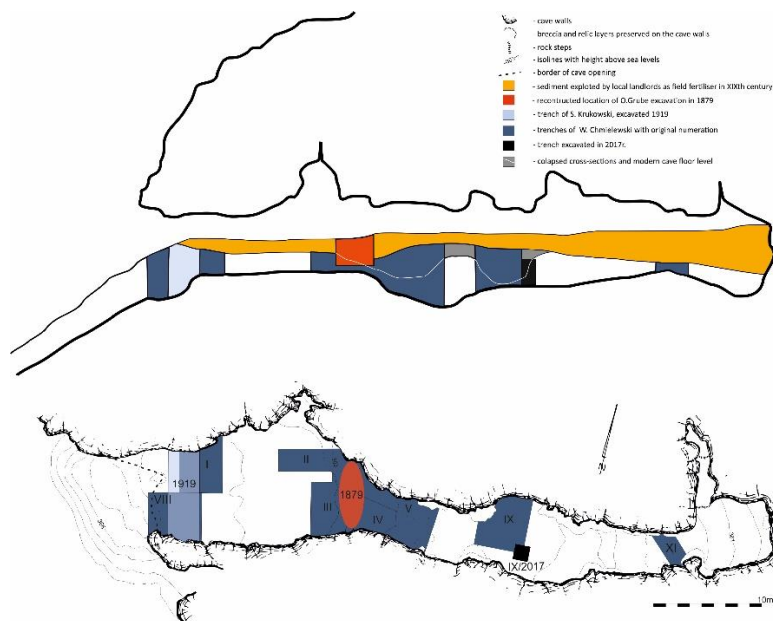 - cave walls
- breccia and relic layers preserved on the cave walls
- rock steps
- isolines with height above sea levels
- border of cave opening
- sediment exploted by local landlords as field fertiliser in XIXth century
- recontructed location of O.Grube excavation in 1879
- trench of S. Krukowski, excavated 1919
- trenches of W. Chmielewski with original numeration
- trench excavated in 2017r.
- colapsed cross-sections and modern cave floor level
I
II
1919
1879
VIII
III
V
IV
IX
XI
IX/2017
10m